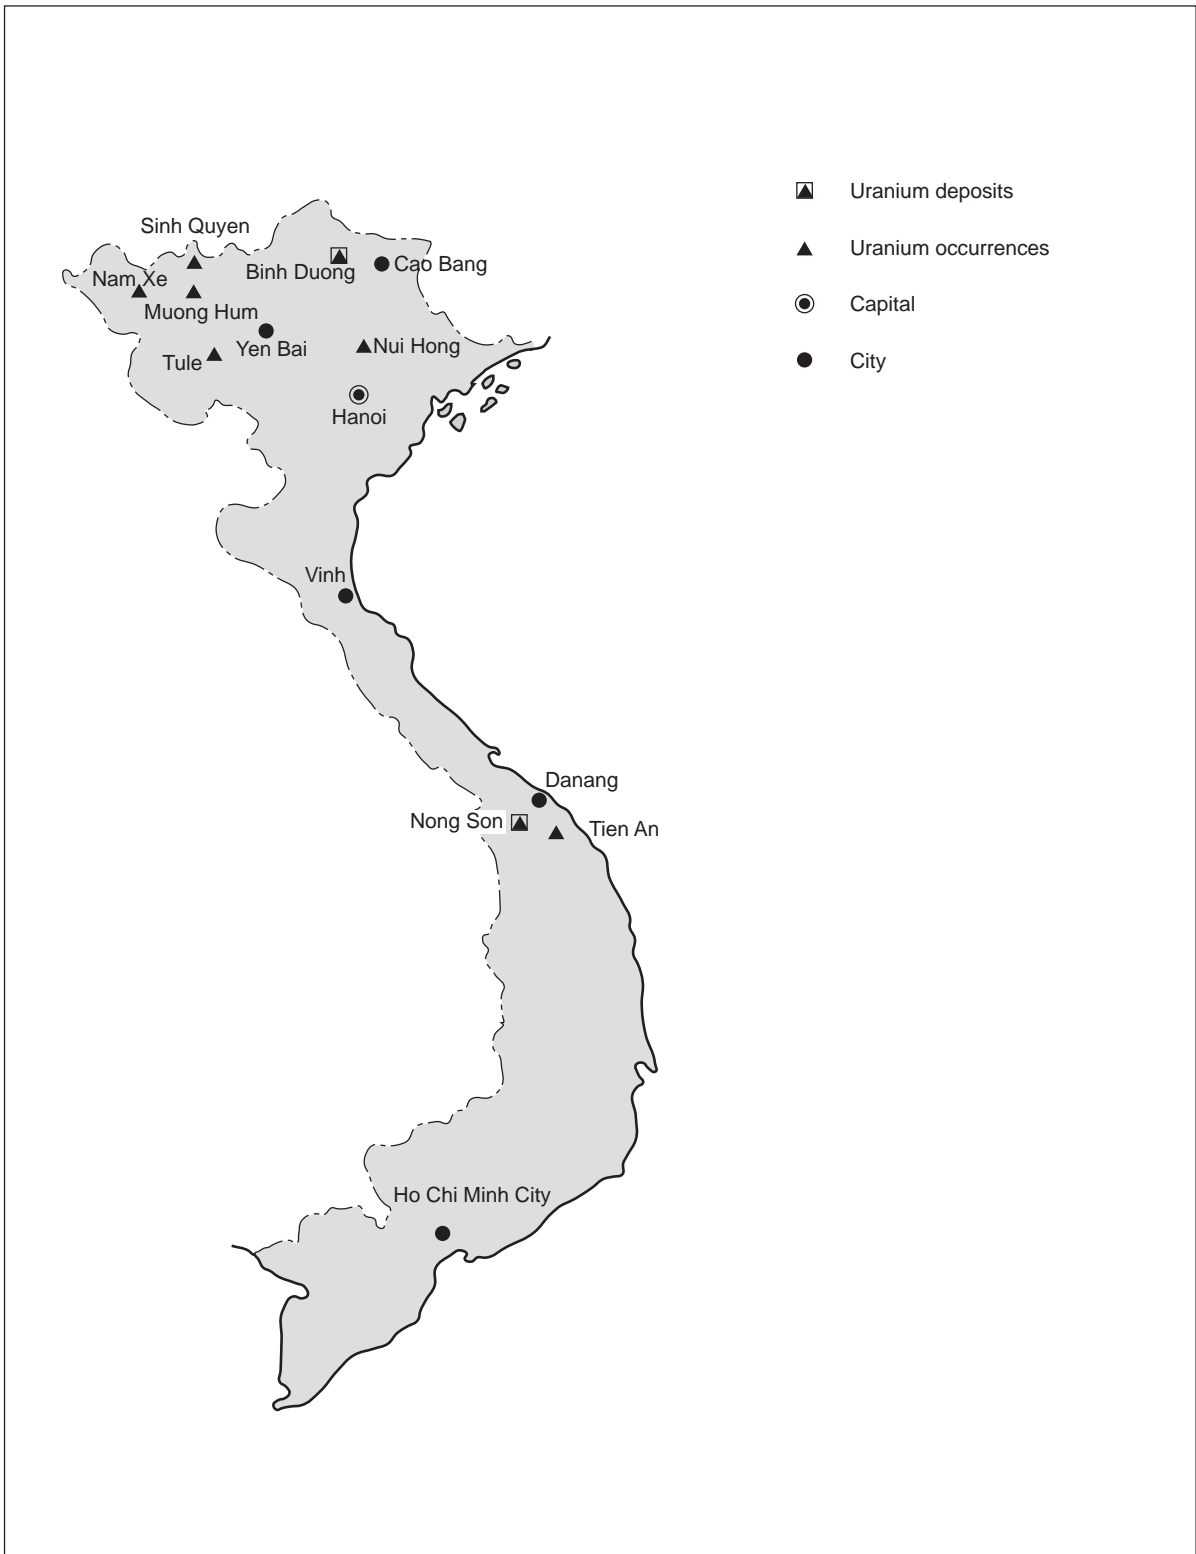 Uranium deposits
Uranium occurrences
Capital
City
Sinh Quyen
Nam Xe
Binh Duong
Cao Bang
Muong Hum
Yen Bai
Nui Hong
Tule
Hanoi
Vinh
Danang
Nong Son
Tien An
Ho Chi Minh City